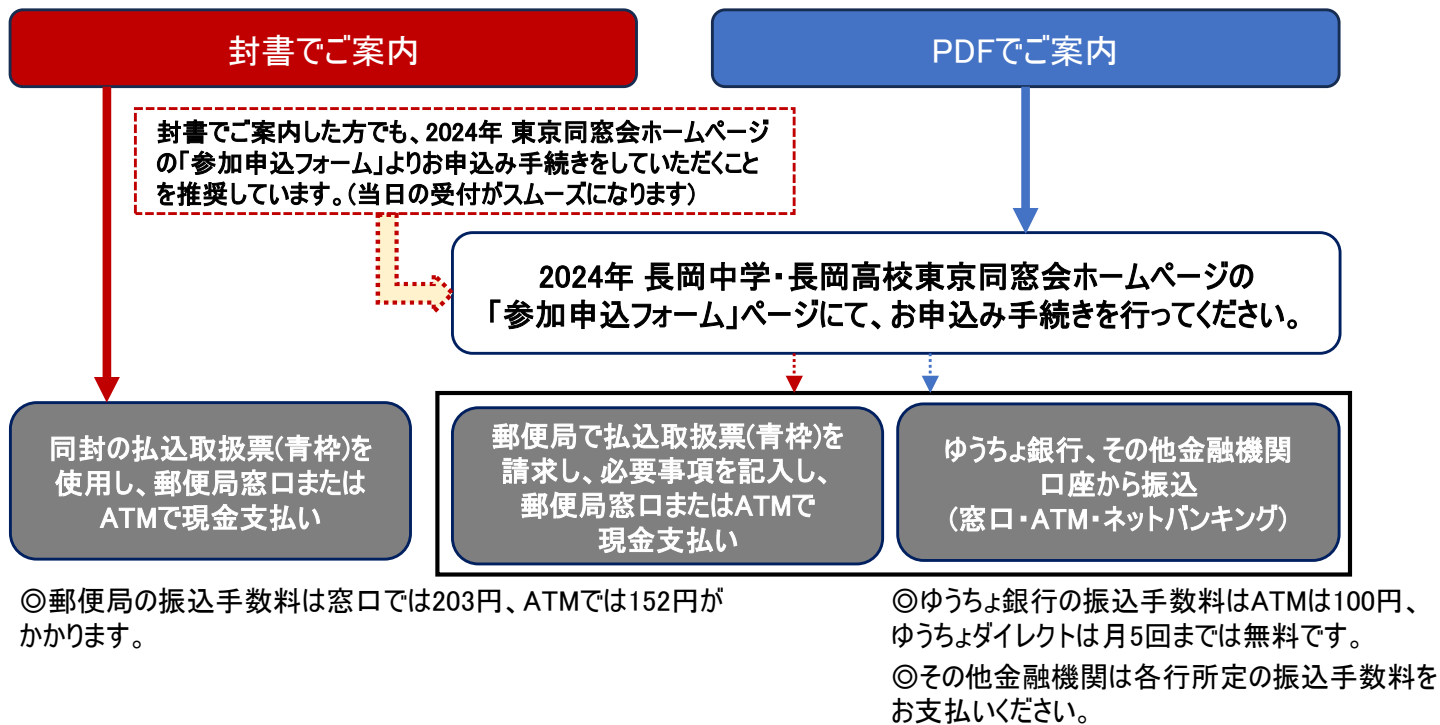 封書でご案内
PDFでご案内
封書でご案内した方でも、2024年 東京同窓会ホームページ
の「参加申込フォーム」よりお申込み手続きをしていただくこと
を推奨しています。(当日の受付がスムーズになります)
2024年 長岡中学・長岡高校東京同窓会ホームページの
「参加申込フォーム」ページにて、お申込み手続きを行ってください。
同封の払込取扱票(青枠)を
使用し、郵便局窓口または
ATMで現金支払い
郵便局で払込取扱票(青枠)を
請求し、必要事項を記入し、
郵便局窓口またはATMで
現金支払い
ゆうちょ銀行、その他金融機関
口座から振込
(窓口・ATM・ネットバンキング)
◎郵便局の振込手数料は窓口では203円、ATMでは152円が
かかります。
◎ゆうちょ銀行の振込手数料はATMは100円、
ゆうちょダイレクトは月5回までは無料です。
◎その他金融機関は各行所定の振込手数料を
お支払いください。